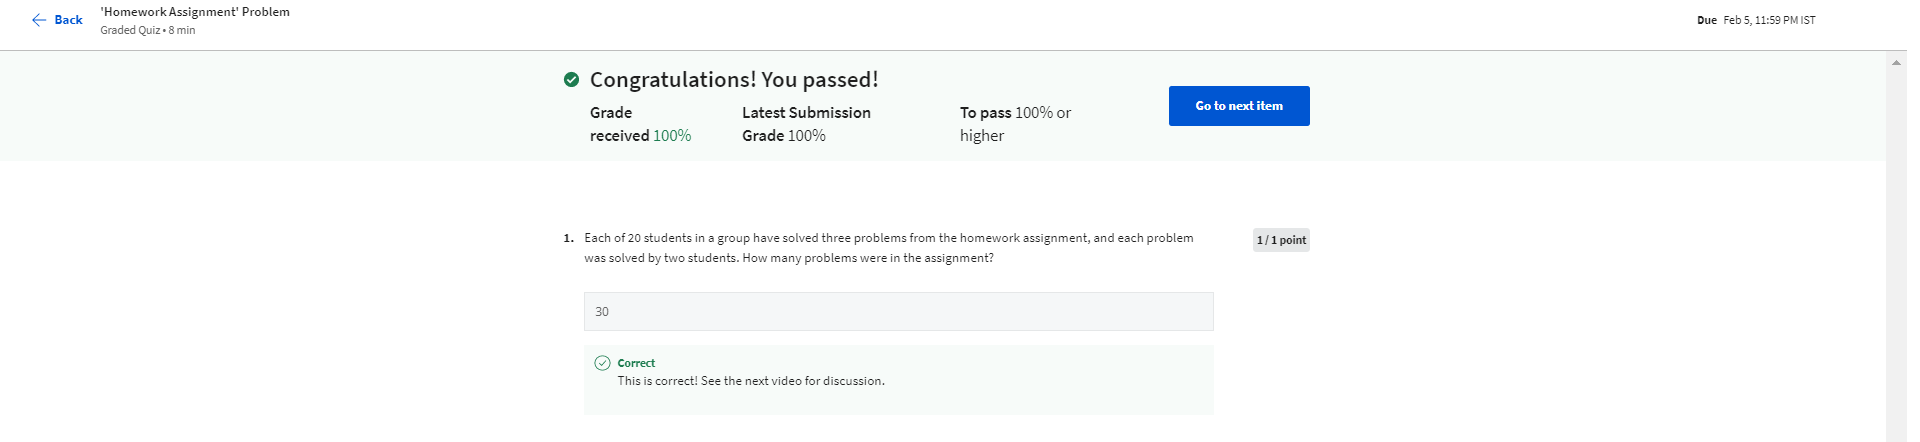 Back
'Homework Assignment' Problem
Graded Quiz • 8 min
Due Feb 5, 11:59 PM IST
Congratulations! You passed!
Grade
received 100%
Latest Submission
Grade 100%
To pass 100% or
higher
Go to next item
1. Each of 20 students in a group have solved three problems from the homework assignment, and each problem
was solved by two students. How many problems were in the assignment?
1 / 1 point
30
Correct
This is correct! See the next video for discussion.